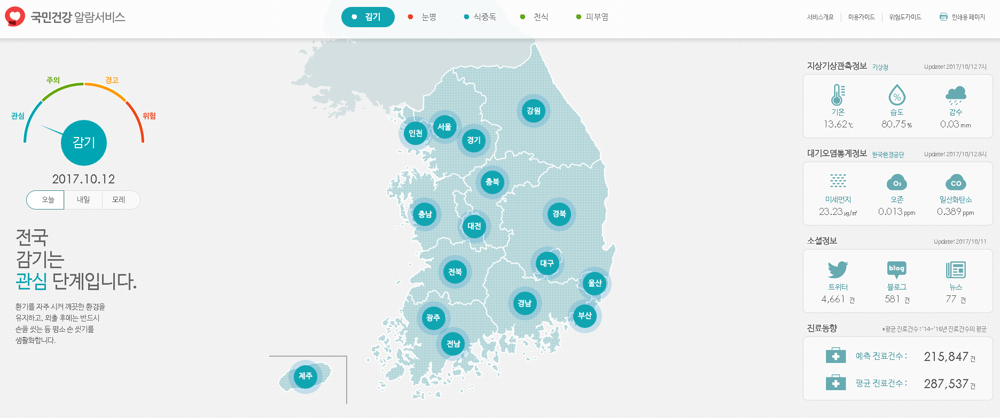 국민건강 알람서비스
감기
눈병
식중독
천식
피부염
서비스개요
이용가이드
위험도가이드
인쇄용 페이지
주의
경고
관심
위험
감기
2017.10.12
오늘
내일
모레
전국
감기는
관심 단계입니다.
환기를 자주 시켜 깨끗한 환경을
유지하고, 외출 후에는 반드시
손을 씻는 등 평소 손 씻기를
생활화합니다.
강원
서울
인천
경기
충북
충남
대전
경북
대구
전북
울산
경남
부산
광주
전남
제주
지상기상관측정보 기상청 Update: 2017/10/12 7시
%
기온 습도 강수
13.62 ℃ 80.75 % 0.03 mm
대기오염통계정보 한국환경공단 Update: 2017/10/12 8시
O₃ CO
미세먼지 오존 일산화탄소
23.23 ㎍/㎥ 0.013 ppm 0.389 ppm
소셜정보 Update: 2017/10/11
blog
트위터 블로그 뉴스
4,661 건 581 건 77 건
진료동향 *평균 진료건수 : '14~'16년 진료건수의 평균
예측 진료건수 : 215,847 건
평균 진료건수 : 287,537 건